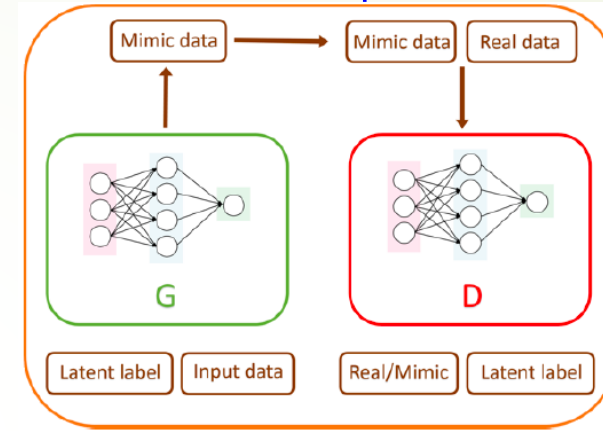 Mimic data
Mimic data
Real data
G
D
Latent label
Input data
Real/Mimic
Latent label